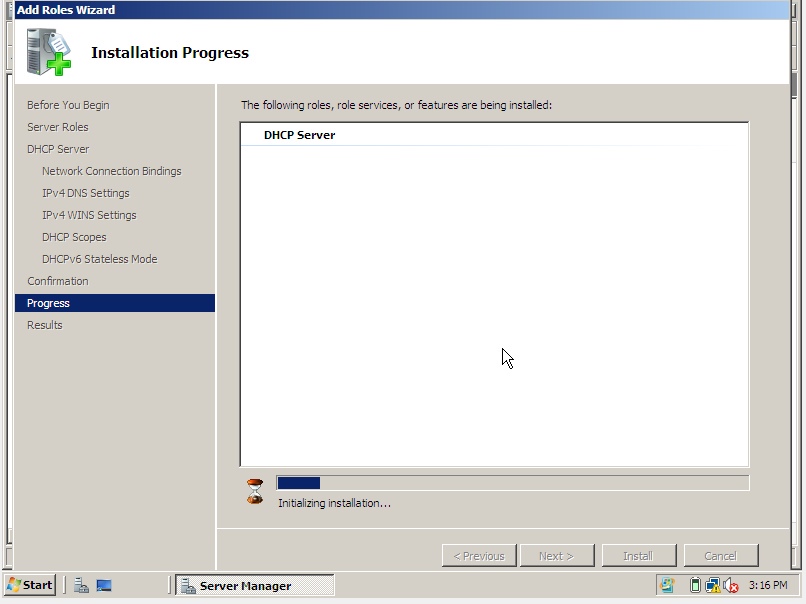 Add Roles Wizard
Installation Progress
Before You Begin
Server Roles
DHCP Server
Network Connection Bindings
IPv4 DNS Settings
IPv4 WINS Settings
DHCP Scopes
DHCPv6 Stateless Mode
Confirmation
Progress
Results
The following roles, role services, or features are being installed:
DHCP Server
Initializing installation...
< Previous
Next >
Install
Cancel
Start
Server Manager
3:16 PM